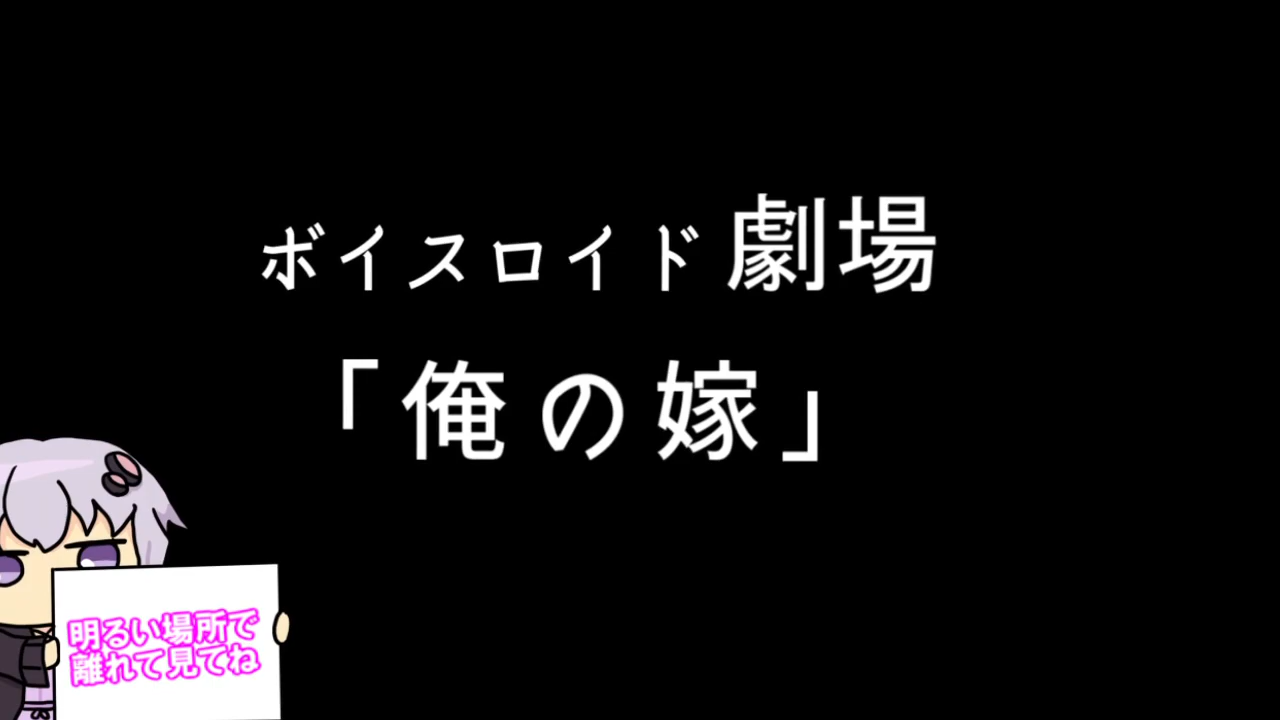 ボイスロイド劇場
「俺の嫁」
明るい場所で
離れて見てね